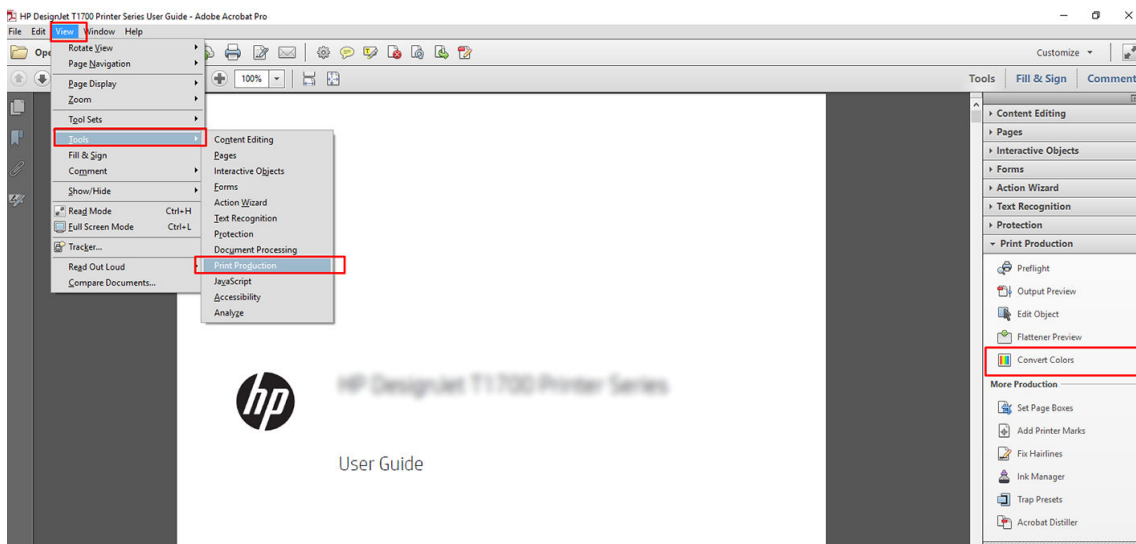 HP DesignJet T1700 Printer Series User Guide - Adobe Acrobat Pro
File Edit View Window Help
Customize
100%
Tools Fill & Sign Comment
Rotate View
Page Navigation
Page Display
Zoom
Tool Sets
Tools
Fill & Sign
Comment
Show/Hide
Read Mode Ctrl+H
Full Screen Mode Ctrl+L
Tracker...
Read Out Loud
Compare Documents...
Content Editing
Pages
Interactive Objects
Forms
Action Wizard
Text Recognition
Protection
Document Processing
Print Production
JavaScript
Accessibility
Analyze
hp
HP DesignJet T1700 Printer Series
User Guide
Content Editing
Pages
Interactive Objects
Forms
Action Wizard
Text Recognition
Protection
Print Production
Preflight
Output Preview
Edit Object
Flattener Preview
Convert Colors
More Production
Set Page Boxes
Add Printer Marks
Fix Hairlines
Ink Manager
Trap Presets
Acrobat Distiller